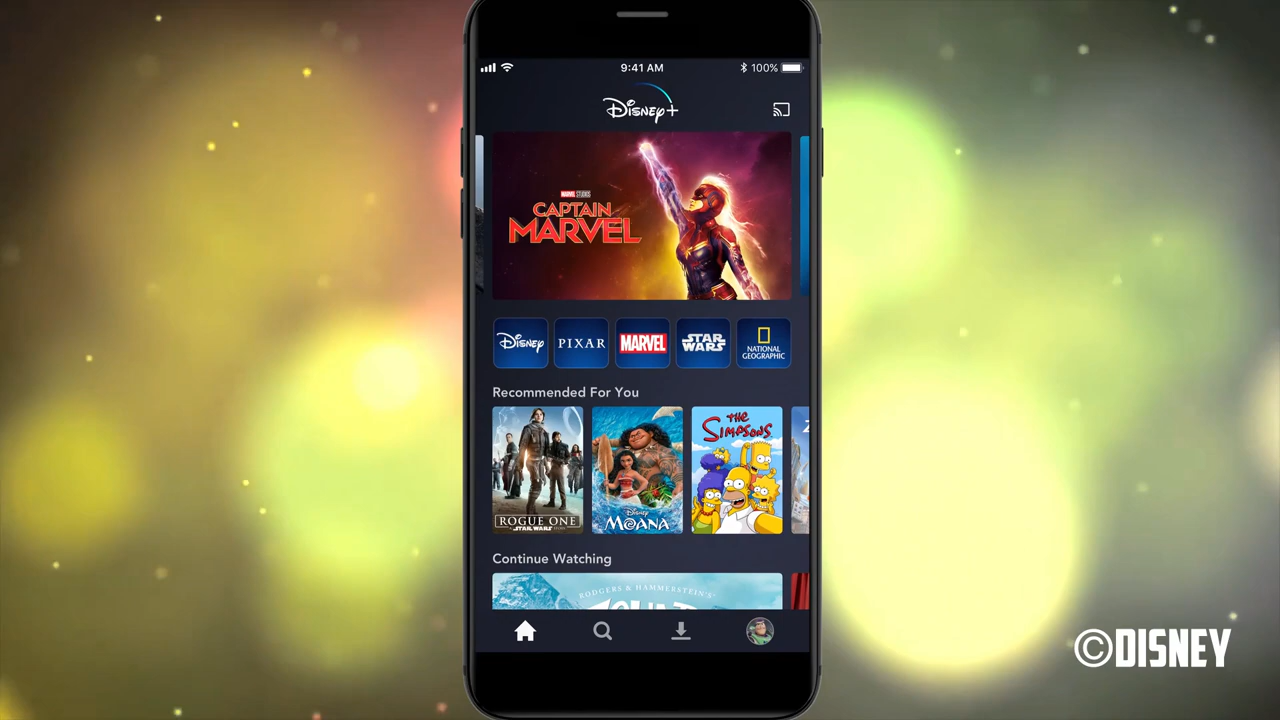 9:41 AM
100%
Disney+
MARVEL STUDIOS
CAPTAIN
MARVEL
Disney
PIXAR
MARVEL
STAR
WARS
NATIONAL
GEOGRAPHIC
Recommended For You
ROGUE ONE
A STAR WARS STORY
Disney
MOANA
THE
SIMPSONS
Continue Watching
RODGERS & HAMMERSTEIN'S
©DISNEY